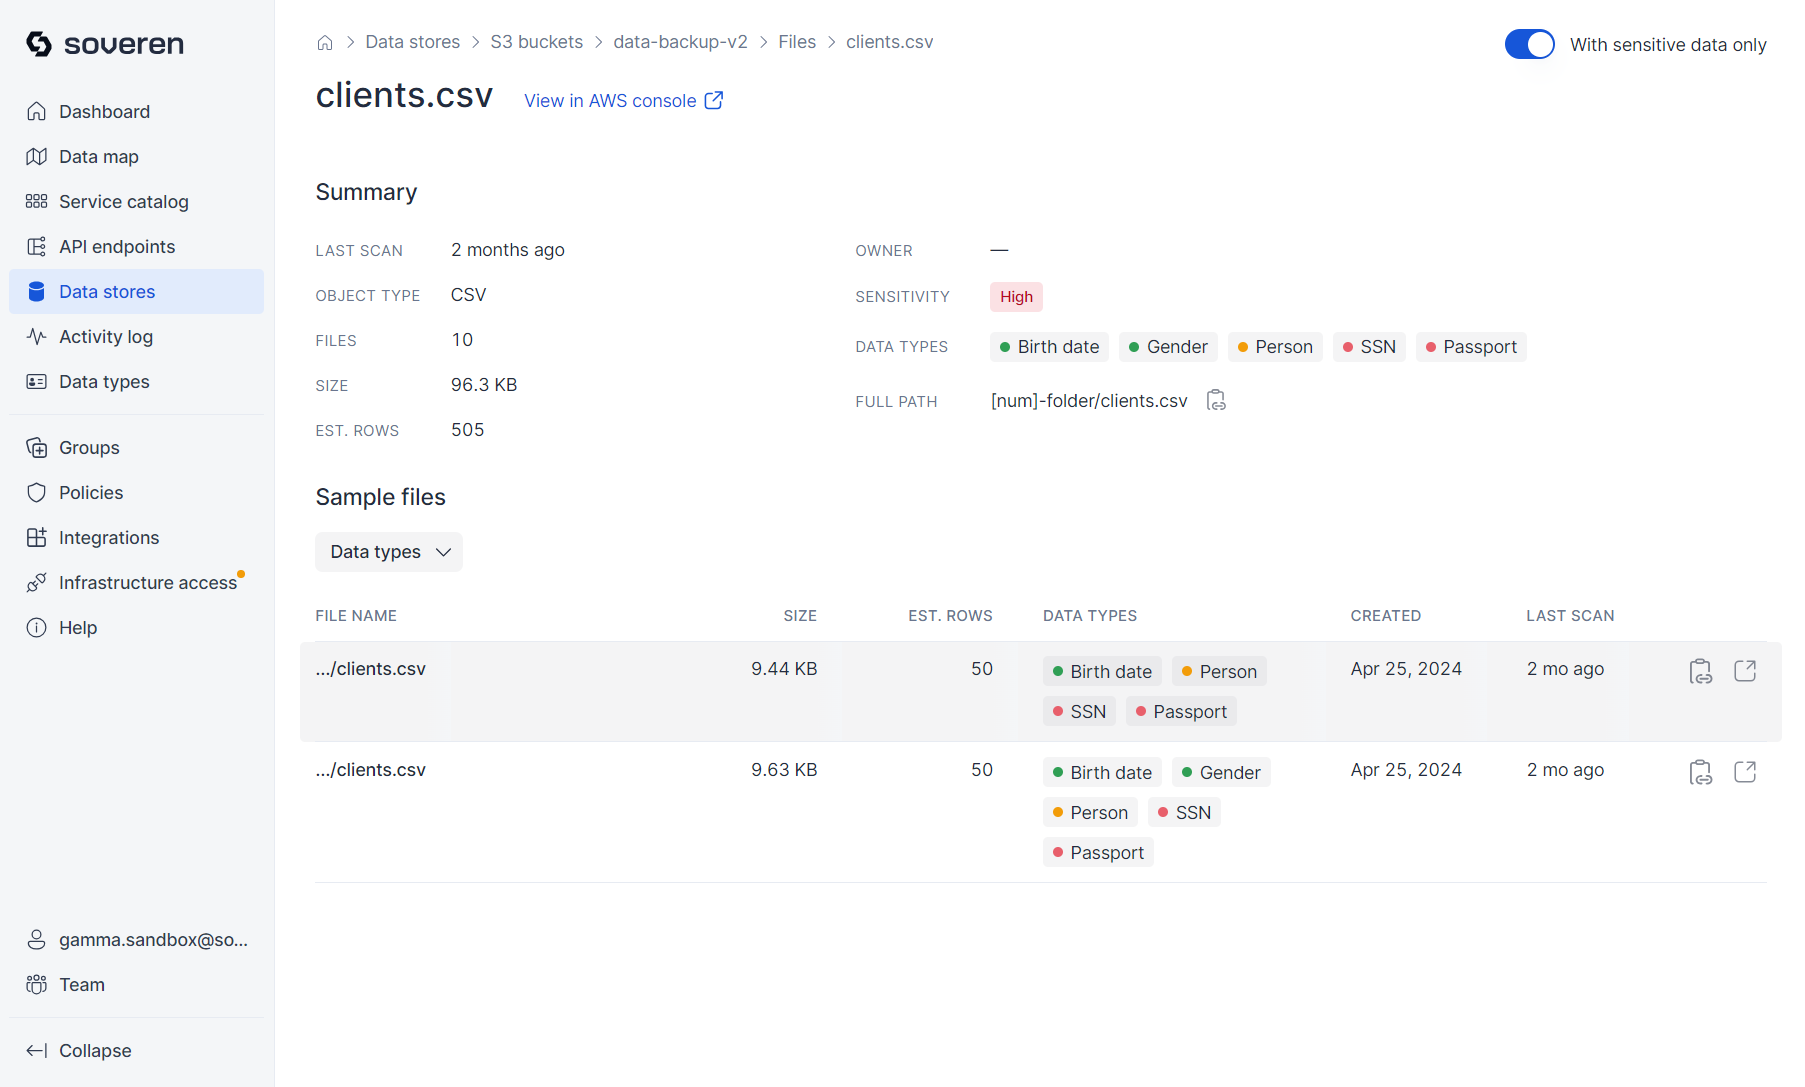 soveren
Dashboard
Data map
Service catalog
API endpoints
Data stores
Activity log
Data types
Groups
Policies
Integrations
Infrastructure access
Help
gamma.sandbox@so...
Team
Collapse
Data stores > S3 buckets > data-backup-v2 > Files > clients.csv
With sensitive data only
clients.csv View in AWS console
Summary
LAST SCAN 2 months ago
OBJECT TYPE CSV
FILES 10
SIZE 96.3 KB
EST. ROWS 505
OWNER —
SENSITIVITY High
DATA TYPES Birth date Gender Person SSN Passport
FULL PATH [num]-folder/clients.csv
Sample files
Data types
FILE NAME SIZE EST. ROWS DATA TYPES CREATED LAST SCAN
.../clients.csv 9.44 KB 50 Birth date Person Apr 25, 2024 2 mo ago
SSN Passport
.../clients.csv 9.63 KB 50 Birth date Gender Apr 25, 2024 2 mo ago
Person SSN
Passport